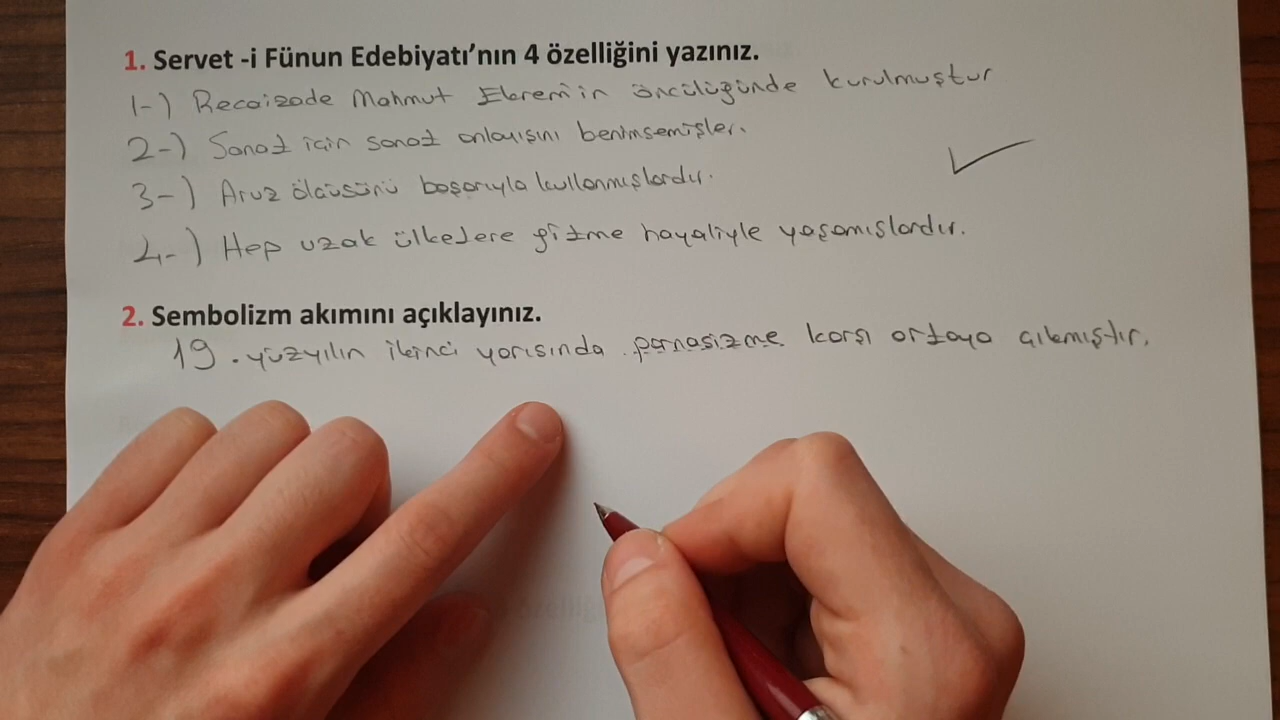 1. Servet -i Fünun Edebiyatı'nın 4 özelliğini yazınız.
1-) Recaizade Mahmut Ekrem'in öncülüğünde kurulmuştur
2-) Sanat için sanat anlayışını benimsemişler.
3-) Aruz ölçüsünü başarıyla kullanmışlardır.
4-) Hep uzak ülkelere gitme hayaliyle yaşamışlardır.
2. Sembolizm akımını açıklayınız.
19. yüzyılın ikinci yarısında parnasizme karşı ortaya çıkmıştır.